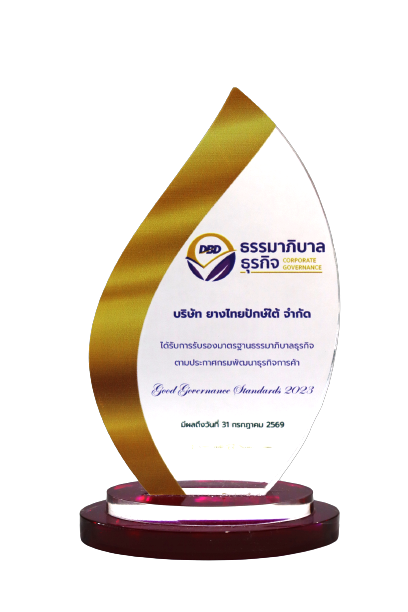 DBD
ธรรมาภิบาล
ธุรกิจ CORPORATE GOVERNANCE
บริษัท ยางไทยปักษ์ใต้ จำกัด
ได้รับการรับรองมาตรฐานธรรมาภิบาลธุรกิจ
ตามประกาศกรมพัฒนาธุรกิจการค้า
Good Governance Standards 2023
มีผลถึงวันที่ 31 กรกฎาคม 2569